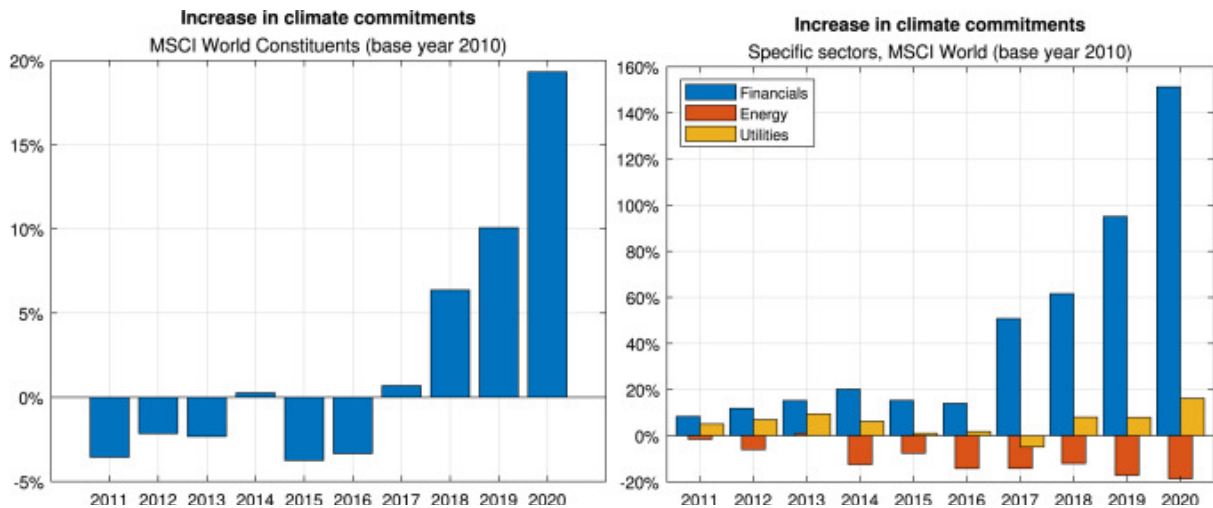 Increase in climate commitments
MSCI World Constituents (base year 2010)
20%
15%
10%
5%
0%
-5%
2011 2012 2013 2014 2015 2016 2017 2018 2019 2020
Increase in climate commitments
Specific sectors, MSCI World (base year 2010)
160%
140%
120%
100%
80%
60%
40%
20%
0%
-20%
Financials
Energy
Utilities
2011 2012 2013 2014 2015 2016 2017 2018 2019 2020